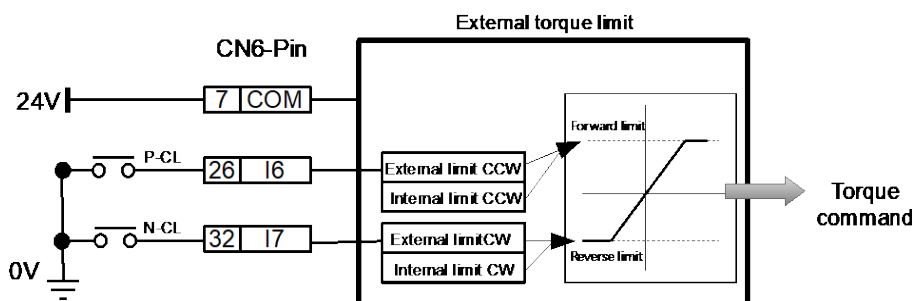 External torque limit
CN6-Pin
24V
7 COM
Forward limit
P-CL
26 I6
External limit CCW
Internal limit CCW
Torque
command
N-CL
32 I7
External limitCW
Internal limit CW
Reverse limit
0V